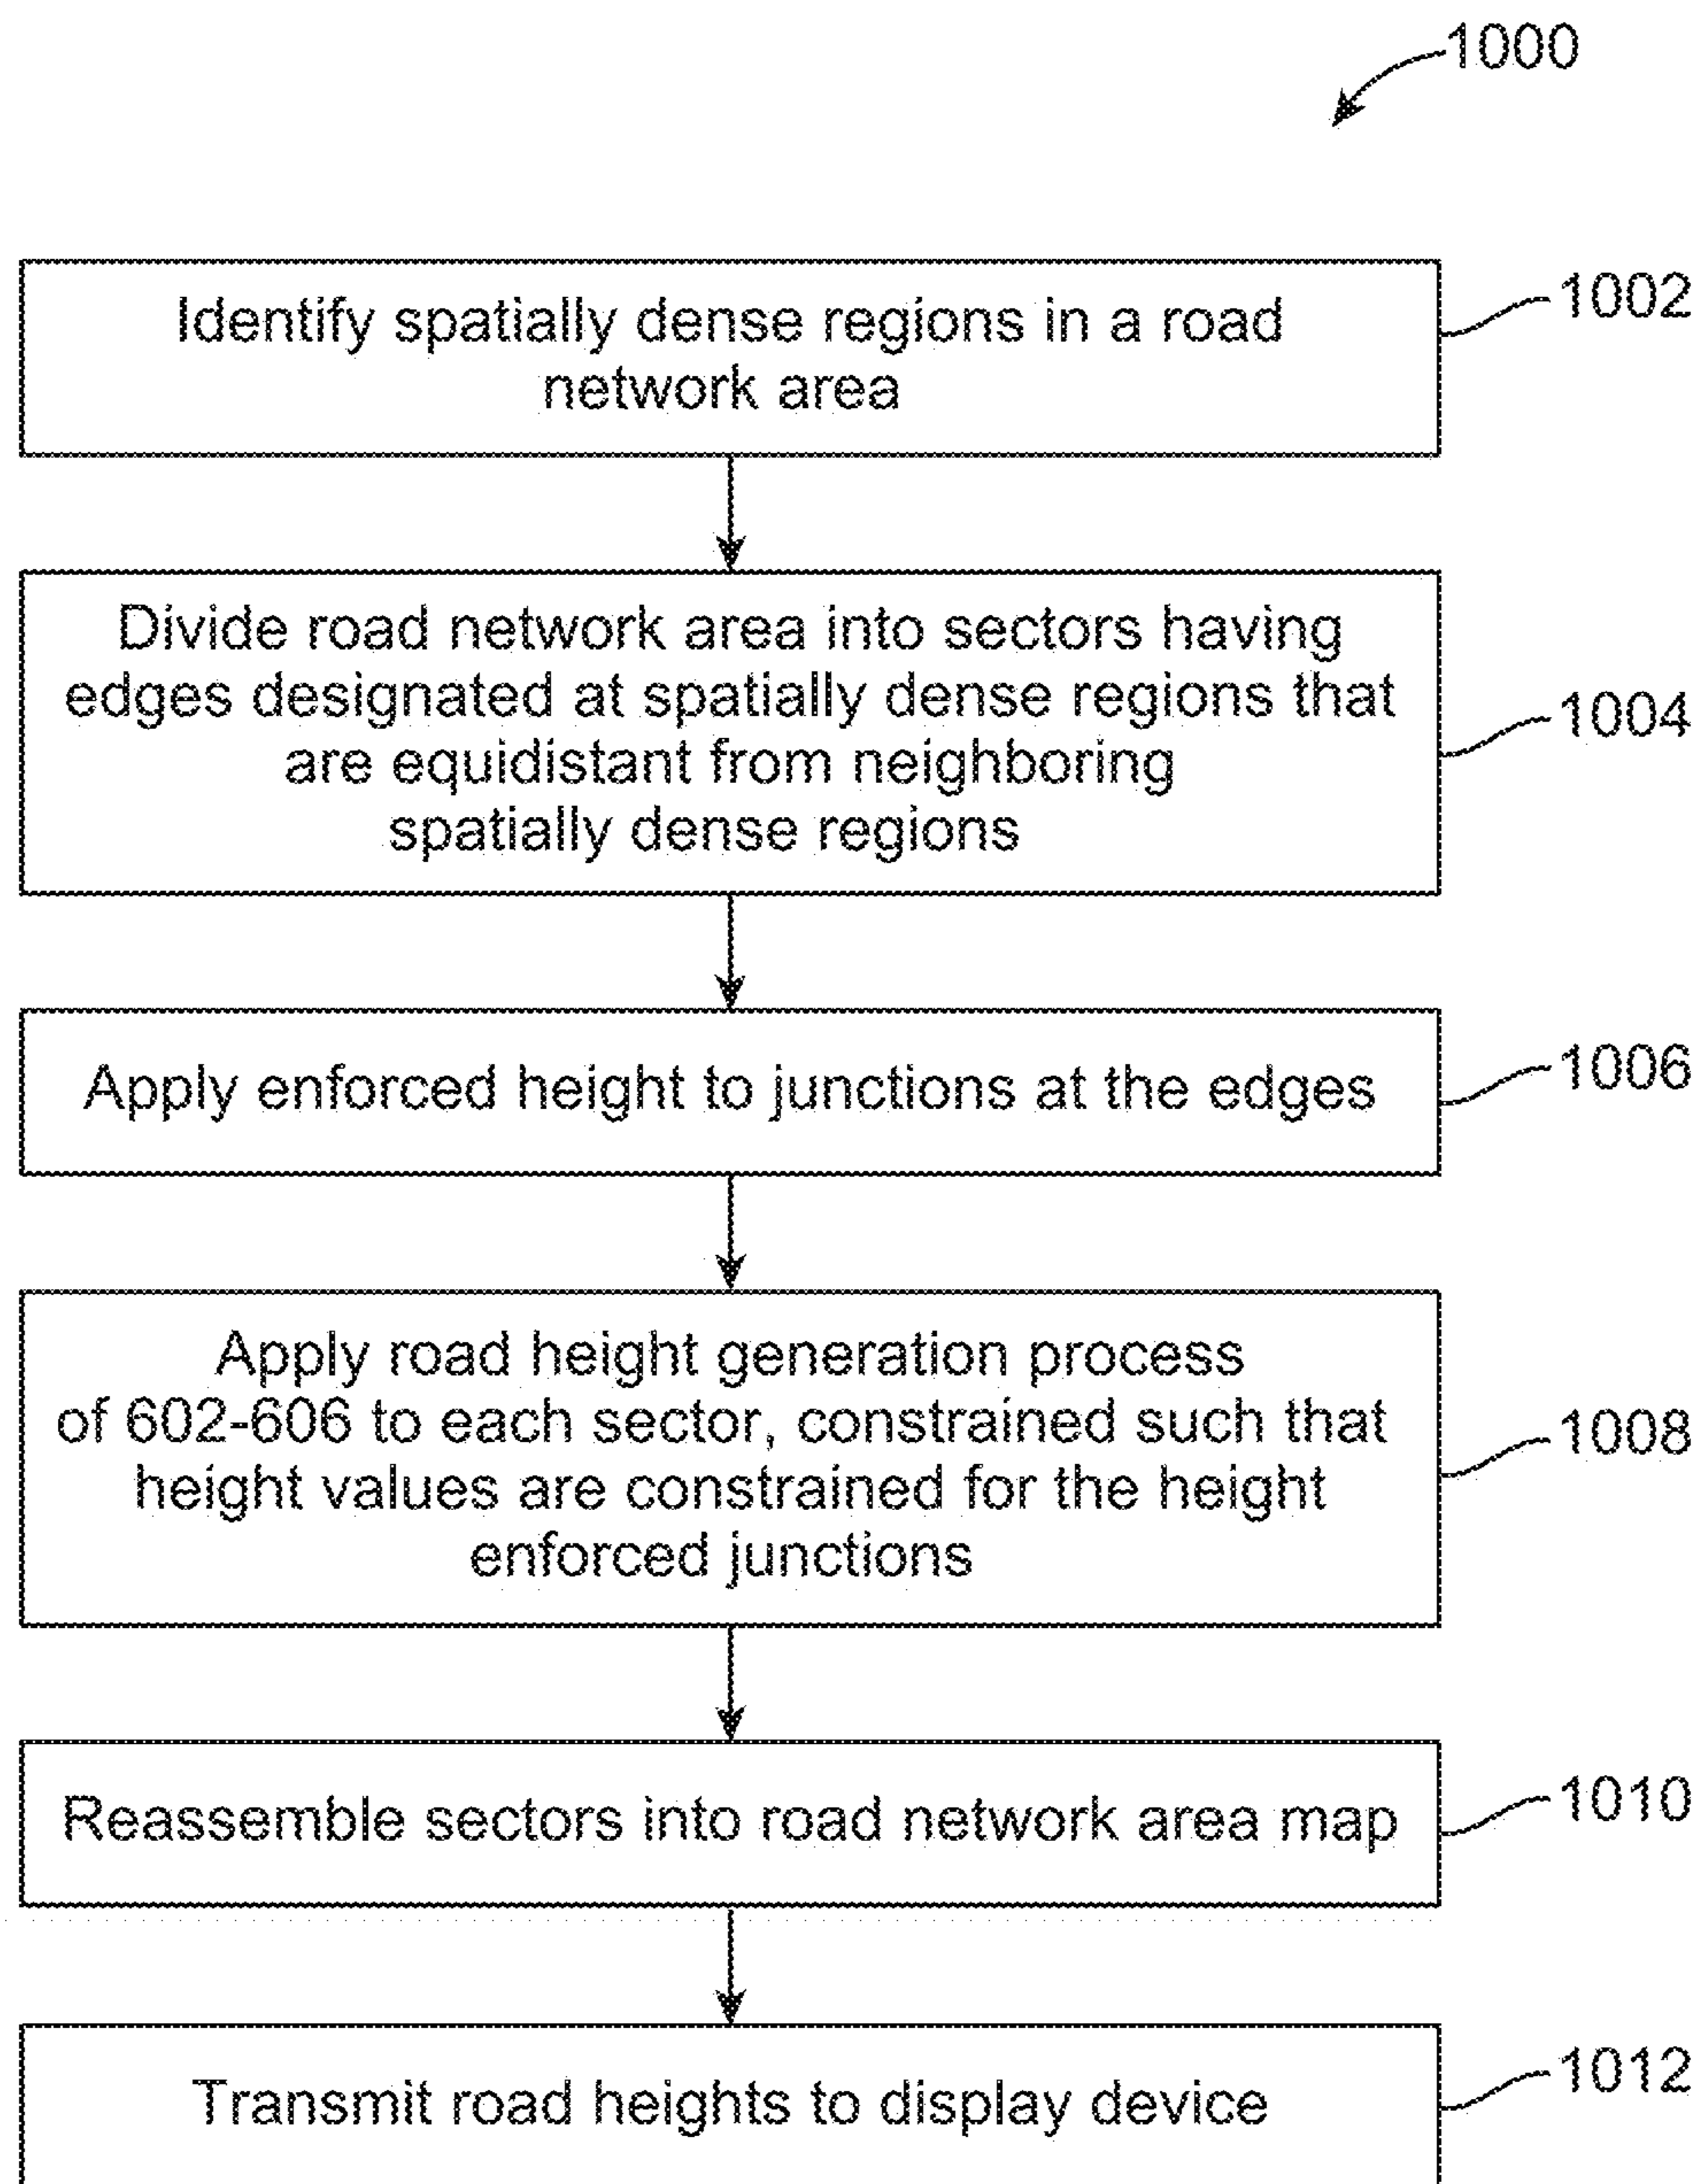 1000
Identify spatially dense regions in a road
network area
1002
Divide road network area into sectors having
edges designated at spatially dense regions that
are equidistant from neighboring
spatially dense regions
1004
Apply enforced height to junctions at the edges
1006
Apply road height generation process
of 602-606 to each sector, constrained such that
height values are constrained for the height
enforced junctions
1008
Reassemble sectors into road network area map
1010
Transmit road heights to display device
1012